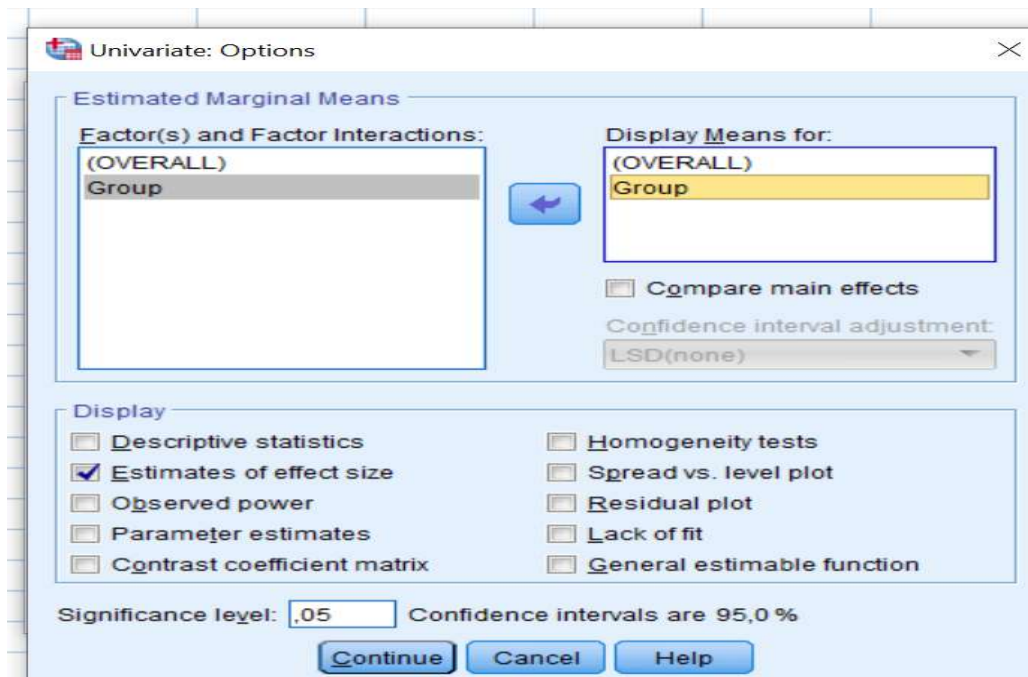 Univariate: Options
Estimated Marginal Means
Factor(s) and Factor Interactions:
(OVERALL)
Group
Display Means for:
(OVERALL)
Group
Compare main effects
Confidence interval adjustment:
LSD(none)
Display
Descriptive statistics
Estimates of effect size
Observed power
Parameter estimates
Contrast coefficient matrix
Homogeneity tests
Spread vs. level plot
Residual plot
Lack of fit
General estimable function
Significance level: ,05 Confidence intervals are 95,0 %
Continue Cancel Help